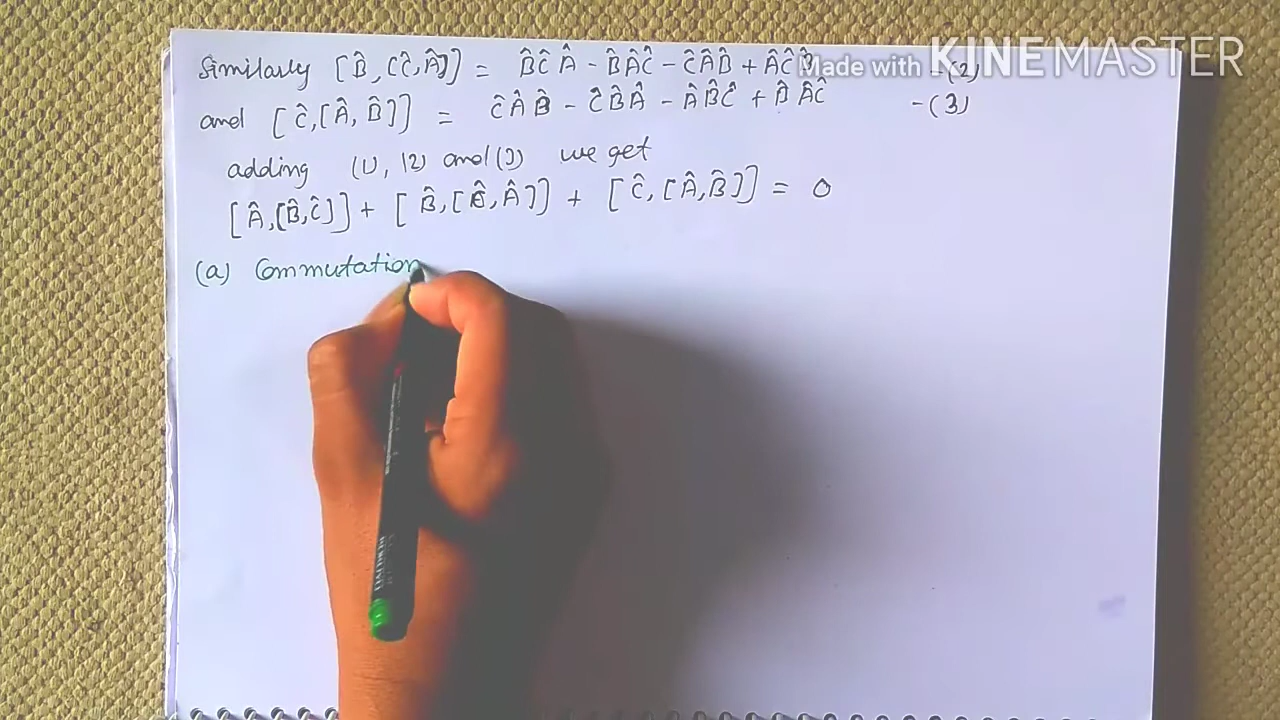 Similarly [B̂, [Ĉ, Â]] = B̂ĈÂ - B̂ÂĈ - ĈÂB̂ + ÂĈB̂ -(2)
Made with KINEMASTER
and [Ĉ, [Â, B̂]] = ĈÂB̂ - ĈB̂Â - ÂB̂Ĉ + B̂ÂĈ -(3)
adding (1), (2) and (3) we get
[Â, [B̂, Ĉ]] + [B̂, [Ĉ, Â]] + [Ĉ, [Â, B̂]] = 0
(a) Commutation